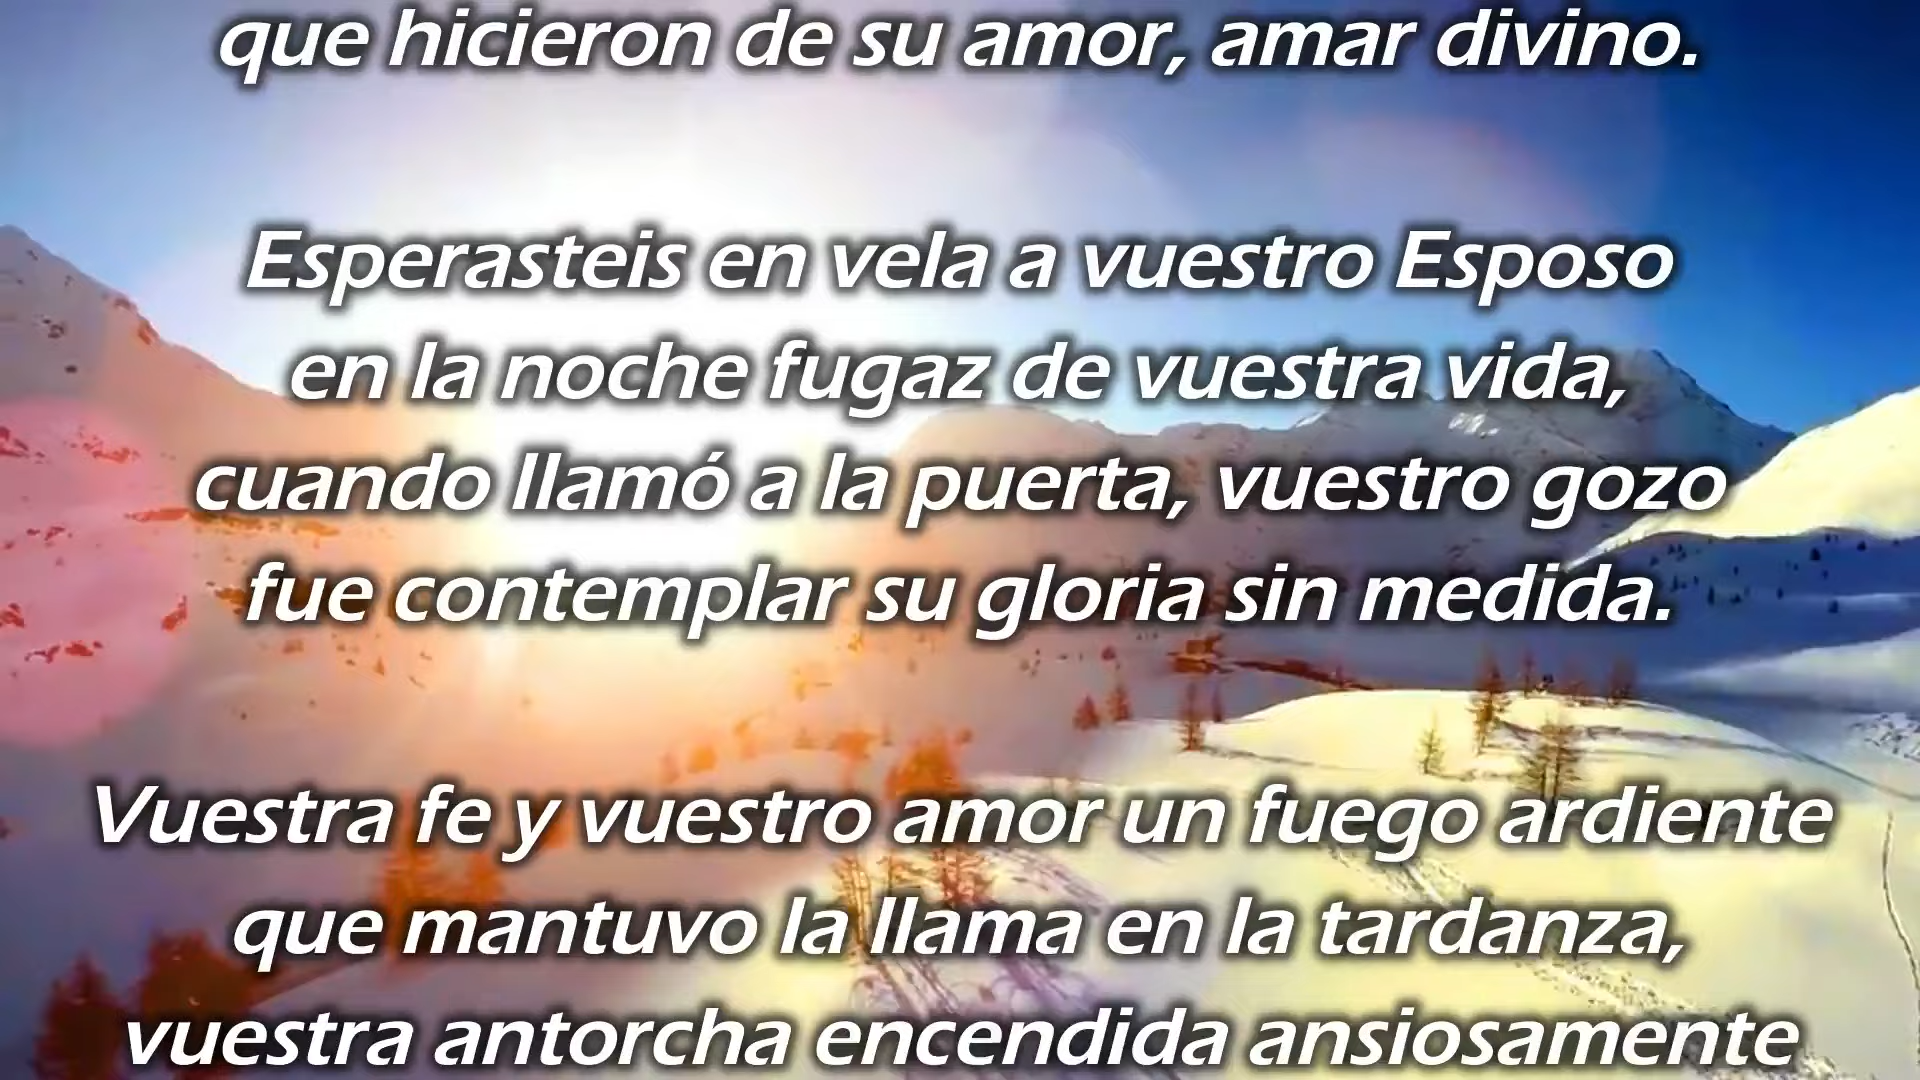 que hicieron de su amor, amar divino.
Esperasteis en vela a vuestro Esposo
en la noche fugaz de vuestra vida,
cuando llamó a la puerta, vuestro gozo
fue contemplar su gloria sin medida.
Vuestra fe y vuestro amor un fuego ardiente
que mantuvo la llama en la tardanza,
vuestra antorcha encendida ansiosamente